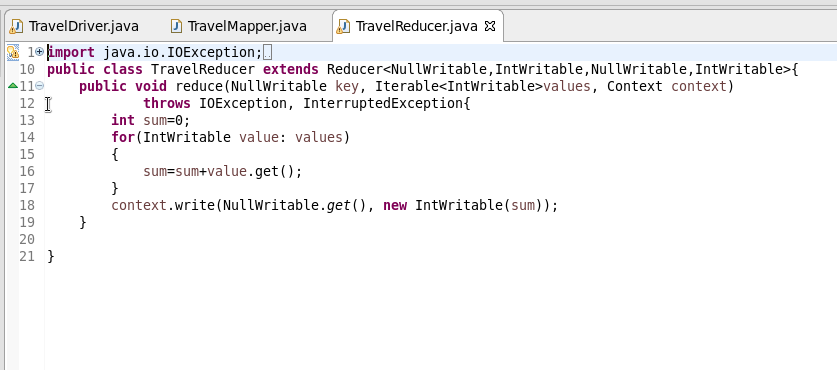 TravelDriver.java TravelMapper.java TravelReducer.java
1 import java.io.IOException;
10 public class TravelReducer extends Reducer<NullWritable,IntWritable,NullWritable,IntWritable>{
11 public void reduce(NullWritable key, Iterable<IntWritable>values, Context context)
12 throws IOException, InterruptedException{
13 int sum=0;
14 for(IntWritable value: values)
15 {
16 sum=sum+value.get();
17 }
18 context.write(NullWritable.get(), new IntWritable(sum));
19 }
20
21 }